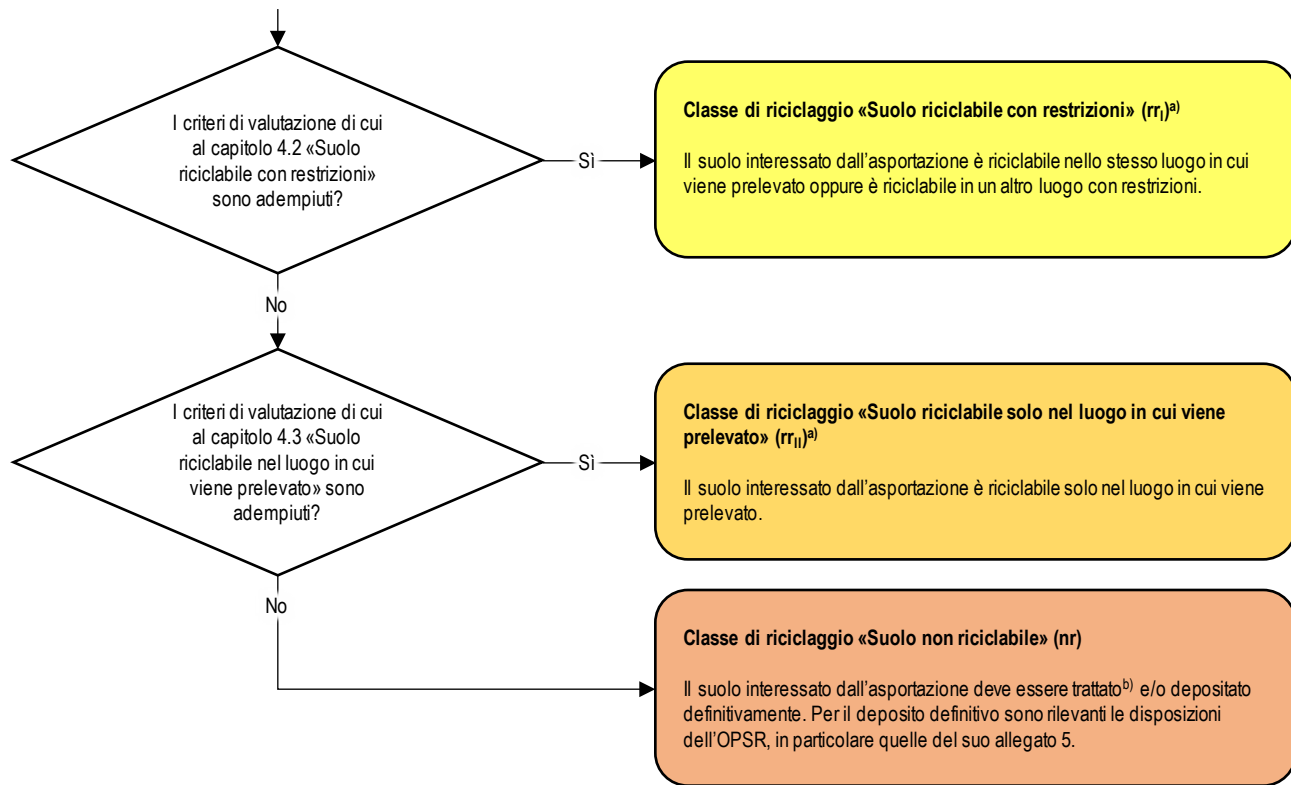 I criteri di valutazione di cui
al capitolo 4.2 «Suolo
riciclabile con restrizioni»
sono adempiuti?
Sì
Classe di riciclaggio «Suolo riciclabile con restrizioni» (rrI)a)
Il suolo interessato dall’asportazione è riciclabile nello stesso luogo in cui
viene prelevato oppure è riciclabile in un altro luogo con restrizioni.
No
I criteri di valutazione di cui
al capitolo 4.3 «Suolo
riciclabile nel luogo in cui
viene prelevato» sono
adempiuti?
Sì
Classe di riciclaggio «Suolo riciclabile solo nel luogo in cui viene
prelevato» (rrII)a)
Il suolo interessato dall’asportazione è riciclabile solo nel luogo in cui viene
prelevato.
No
Classe di riciclaggio «Suolo non riciclabile» (nr)
Il suolo interessato dall’asportazione deve essere trattatob) e/o depositato
definitivamente. Per il deposito definitivo sono rilevanti le disposizioni
dell’OPSR, in particolare quelle del suo allegato 5.